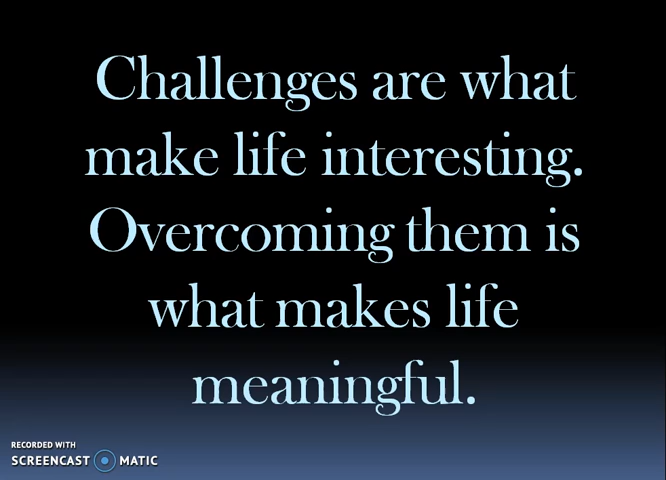 Challenges are what
make life interesting.
Overcoming them is
what makes life
meaningful.
RECORDED WITH
SCREENCAST MATIC